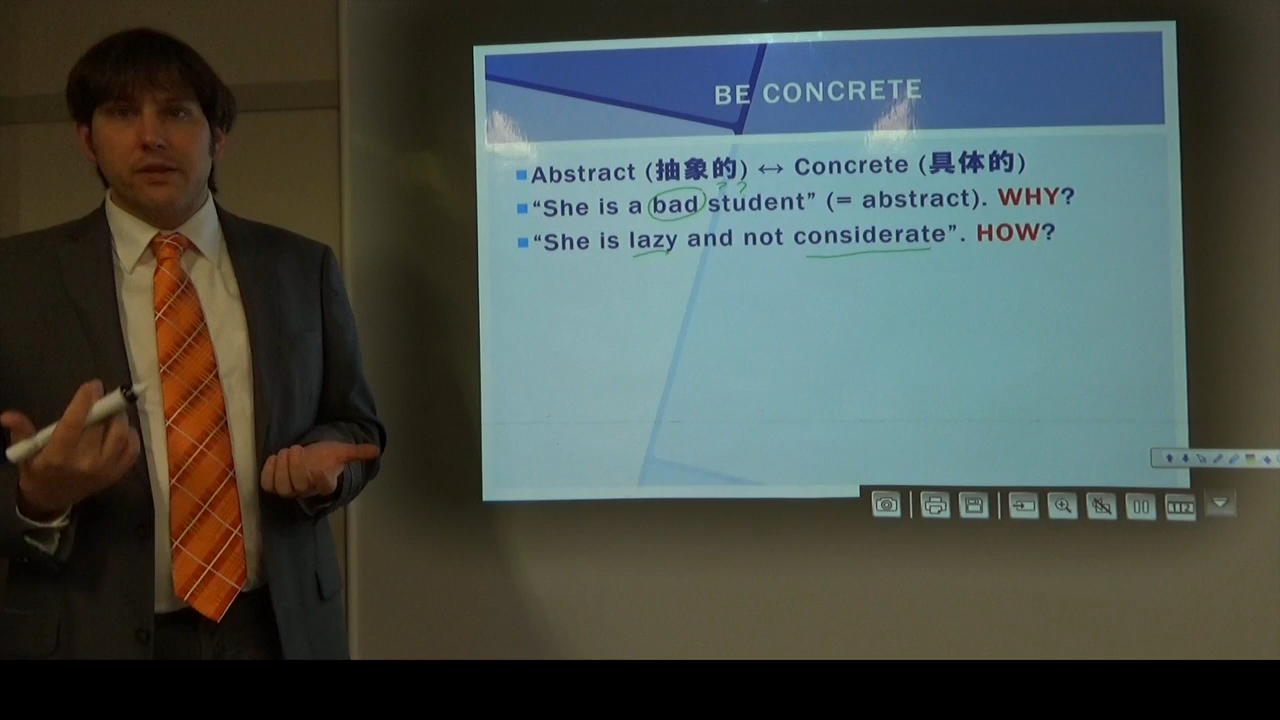 BE CONCRETE
Abstract (抽象的) ↔ Concrete (具体的)
? ?
“She is a bad student” (= abstract). WHY?
“She is lazy and not considerate”. HOW?